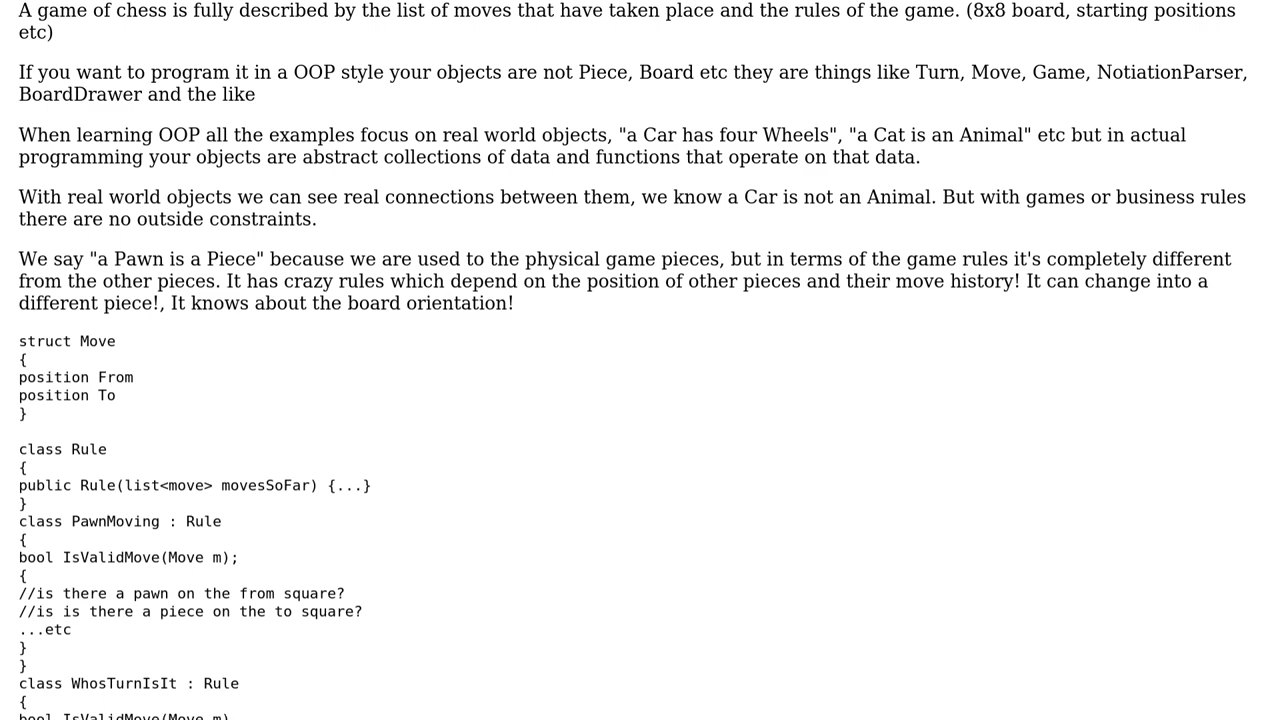 A game of chess is fully described by the list of moves that have taken place and the rules of the game. (8x8 board, starting positions
etc)
If you want to program it in a OOP style your objects are not Piece, Board etc they are things like Turn, Move, Game, NotiationParser,
BoardDrawer and the like
When learning OOP all the examples focus on real world objects, "a Car has four Wheels", "a Cat is an Animal" etc but in actual
programming your objects are abstract collections of data and functions that operate on that data.
With real world objects we can see real connections between them, we know a Car is not an Animal. But with games or business rules
there are no outside constraints.
We say "a Pawn is a Piece" because we are used to the physical game pieces, but in terms of the game rules it's completely different
from the other pieces. It has crazy rules which depend on the position of other pieces and their move history! It can change into a
different piece!, It knows about the board orientation!
struct Move
{
position From
position To
}
class Rule
{
public Rule(list<move> movesSoFar) {...}
}
class PawnMoving : Rule
{
bool IsValidMove(Move m);
{
//is there a pawn on the from square?
//is is there a piece on the to square?
...etc
}
}
class WhosTurnIsIt : Rule
{
bool IsValidMove(Move m)